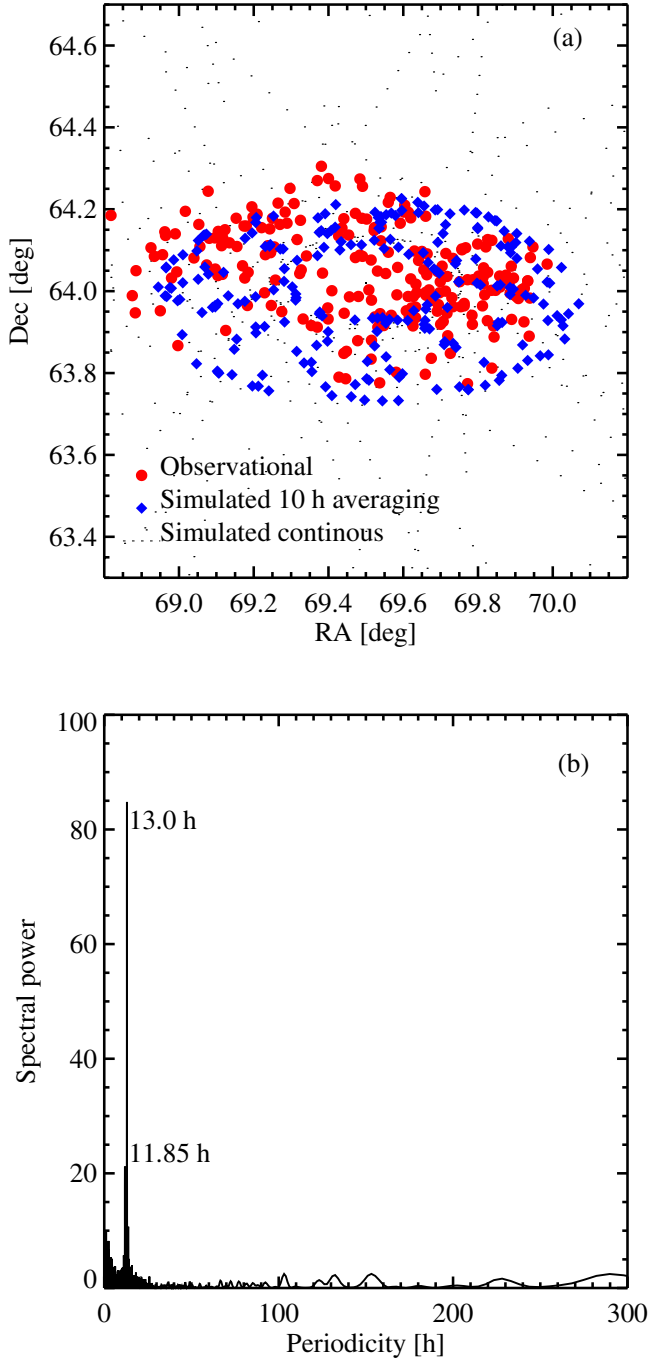 (a)
64.6
64.4
64.2
64.0
63.8
63.6
63.4
Dec [deg]
Observational
Simulated 10 h averaging
Simulated continous
69.0 69.2 69.4 69.6 69.8 70.0
RA [deg]
(b)
100
80
60
40
20
0
Spectral power
13.0 h
11.85 h
0 100 200 300
Periodicity [h]